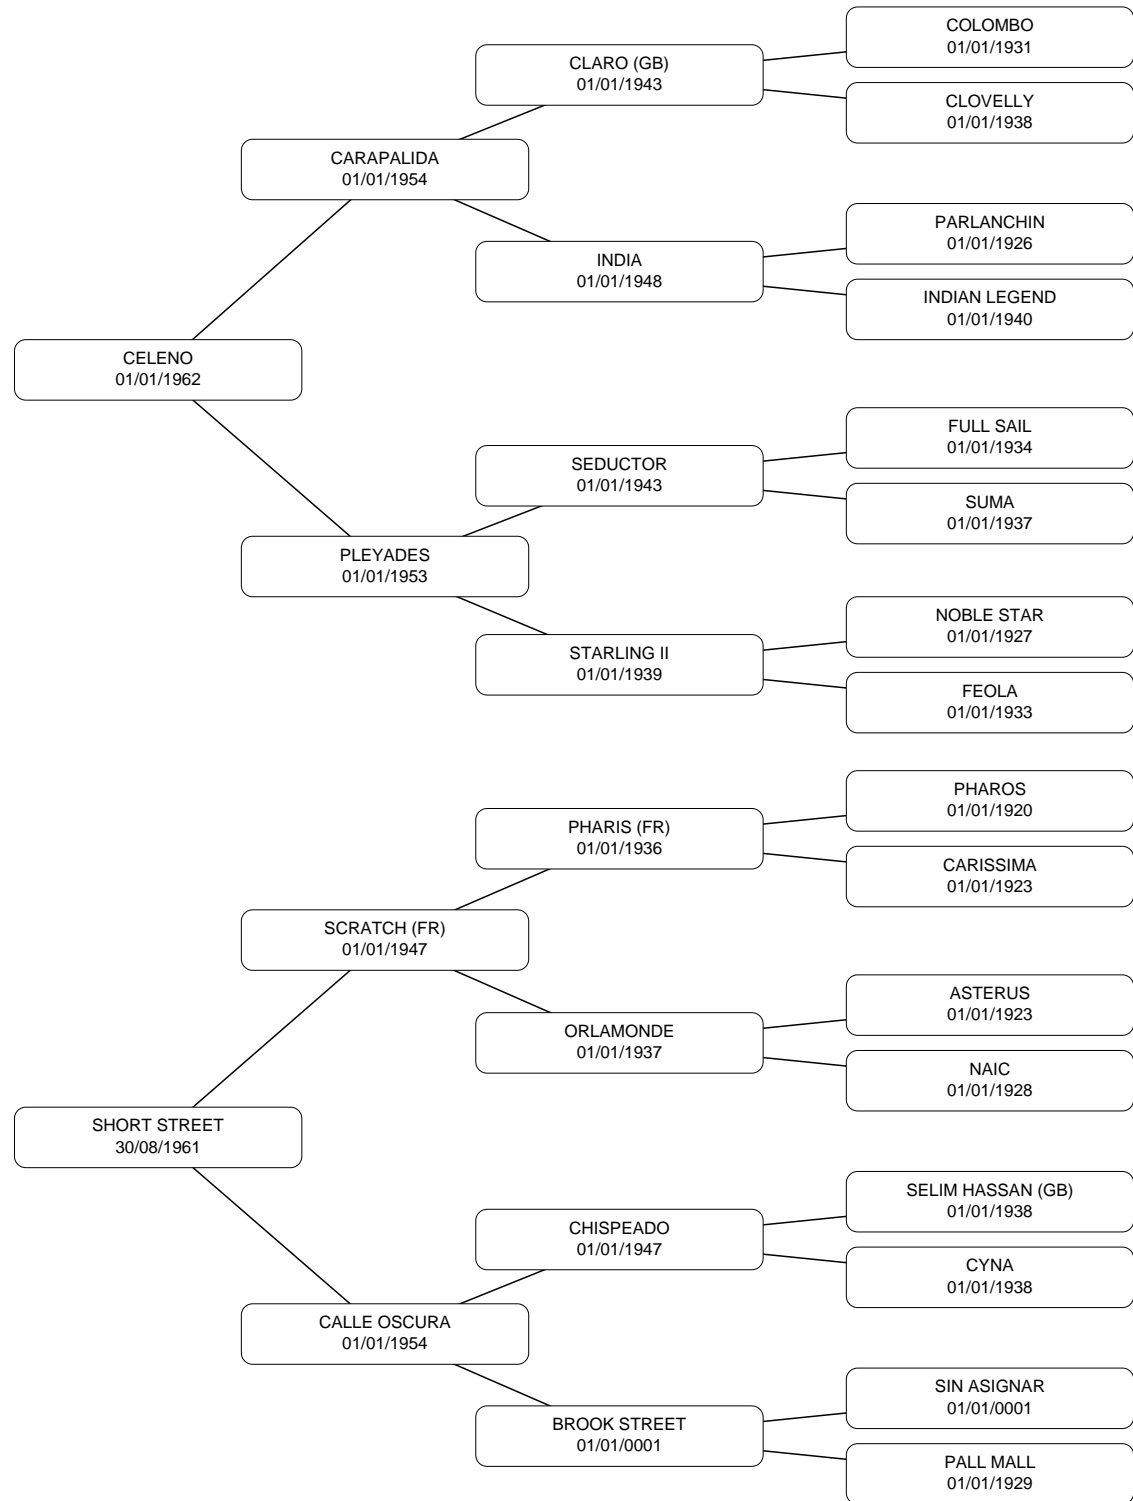 COLOMBO
01/01/1931
CLARO (GB)
01/01/1943
CLOVELLY
01/01/1938
CARAPALIDA
01/01/1954
PARLANCHIN
01/01/1926
INDIA
01/01/1948
INDIAN LEGEND
01/01/1940
CELENO
01/01/1962
FULL SAIL
01/01/1934
SEDUCTOR
01/01/1943
SUMA
01/01/1937
PLEYADES
01/01/1953
NOBLE STAR
01/01/1927
STARLING II
01/01/1939
FEOLA
01/01/1933
PHAROS
01/01/1920
PHARIS (FR)
01/01/1936
CARISSIMA
01/01/1923
SCRATCH (FR)
01/01/1947
ASTERUS
01/01/1923
ORLAMONDE
01/01/1937
NAIC
01/01/1928
SHORT STREET
30/08/1961
SELIM HASSAN (GB)
01/01/1938
CHISPEADO
01/01/1947
CYNA
01/01/1938
CALLE OSCURA
01/01/1954
SIN ASIGNAR
01/01/0001
BROOK STREET
01/01/0001
PALL MALL
01/01/1929